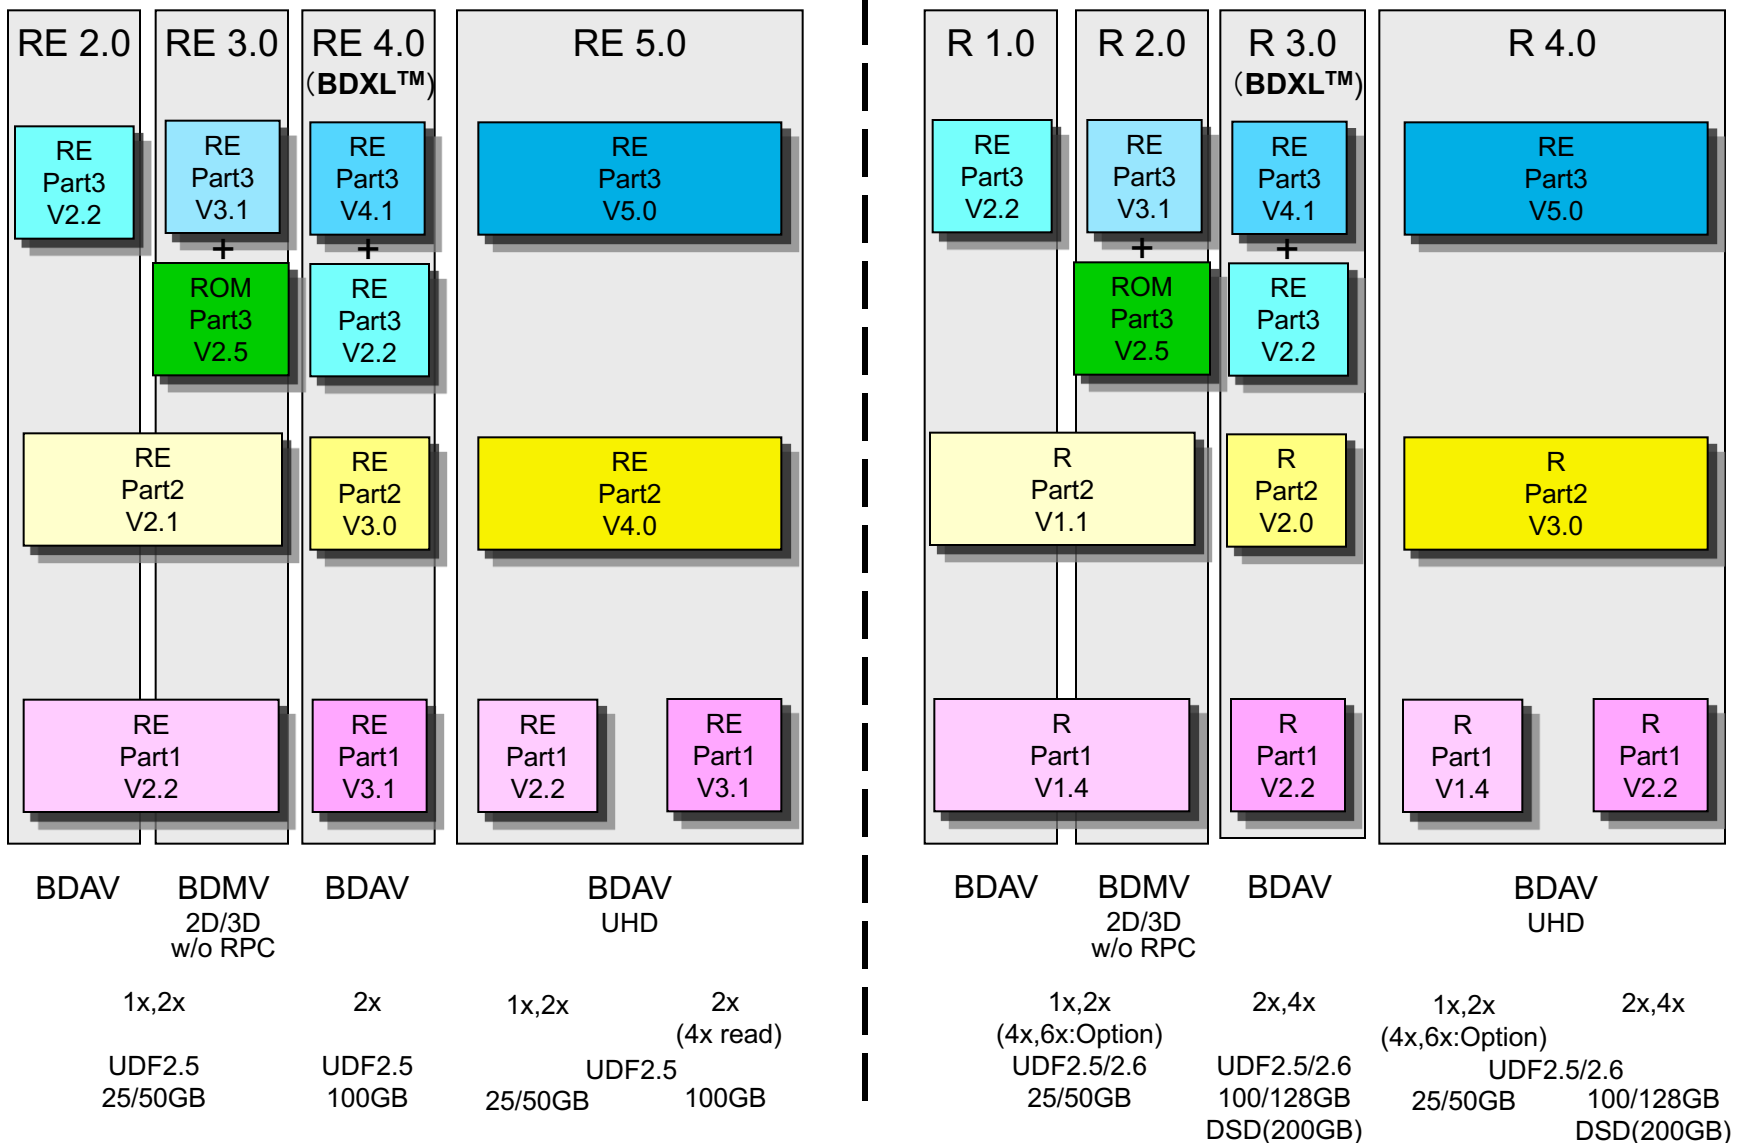 RE 2.0
RE 3.0
RE 4.0
(BDXL™)
RE 5.0
RE
Part3
V2.2
RE
Part3
V3.1
+
ROM
Part3
V2.5
RE
Part3
V4.1
+
RE
Part3
V2.2
RE
Part3
V5.0
RE
Part2
V2.1
RE
Part2
V3.0
RE
Part2
V4.0
RE
Part1
V2.2
RE
Part1
V3.1
RE
Part1
V2.2
RE
Part1
V3.1
BDAV
BDMV
2D/3D
w/o RPC
BDAV
BDAV
UHD
1x,2x
2x
1x,2x
2x
(4x read)
UDF2.5
25/50GB
UDF2.5
100GB
UDF2.5
25/50GB
100GB
R 1.0
R 2.0
R 3.0
(BDXL™)
R 4.0
RE
Part3
V2.2
RE
Part3
V3.1
+
ROM
Part3
V2.5
RE
Part3
V4.1
+
RE
Part3
V2.2
RE
Part3
V5.0
R
Part2
V1.1
R
Part2
V2.0
R
Part2
V3.0
R
Part1
V1.4
R
Part1
V2.2
R
Part1
V1.4
R
Part1
V2.2
BDAV
BDMV
2D/3D
w/o RPC
BDAV
BDAV
UHD
1x,2x
(4x,6x:Option)
2x,4x
1x,2x
(4x,6x:Option)
2x,4x
UDF2.5/2.6
25/50GB
UDF2.5/2.6
100/128GB
DSD(200GB)
UDF2.5/2.6
25/50GB
100/128GB
DSD(200GB)